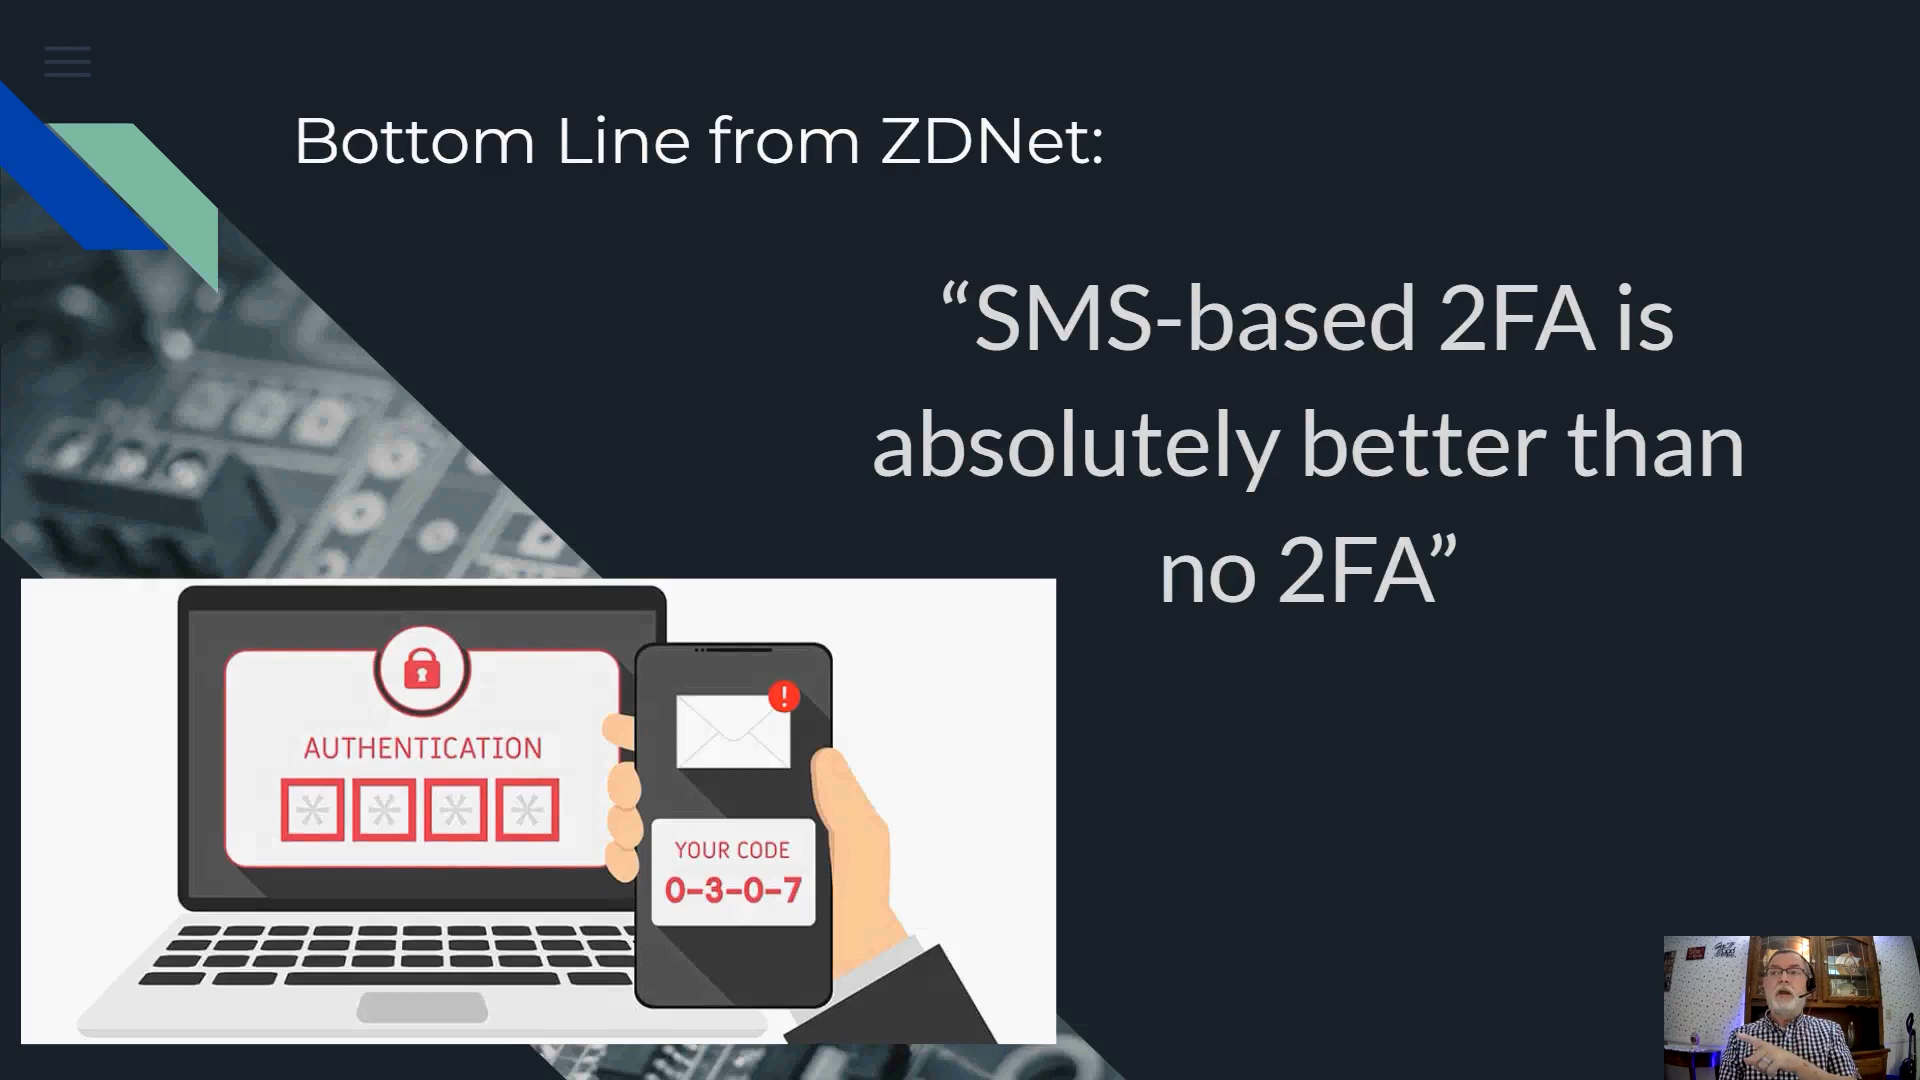 Bottom Line from ZDNet:
“SMS-based 2FA is
absolutely better than
no 2FA”
AUTHENTICATION
* * * *
!
YOUR CODE
0-3-0-7